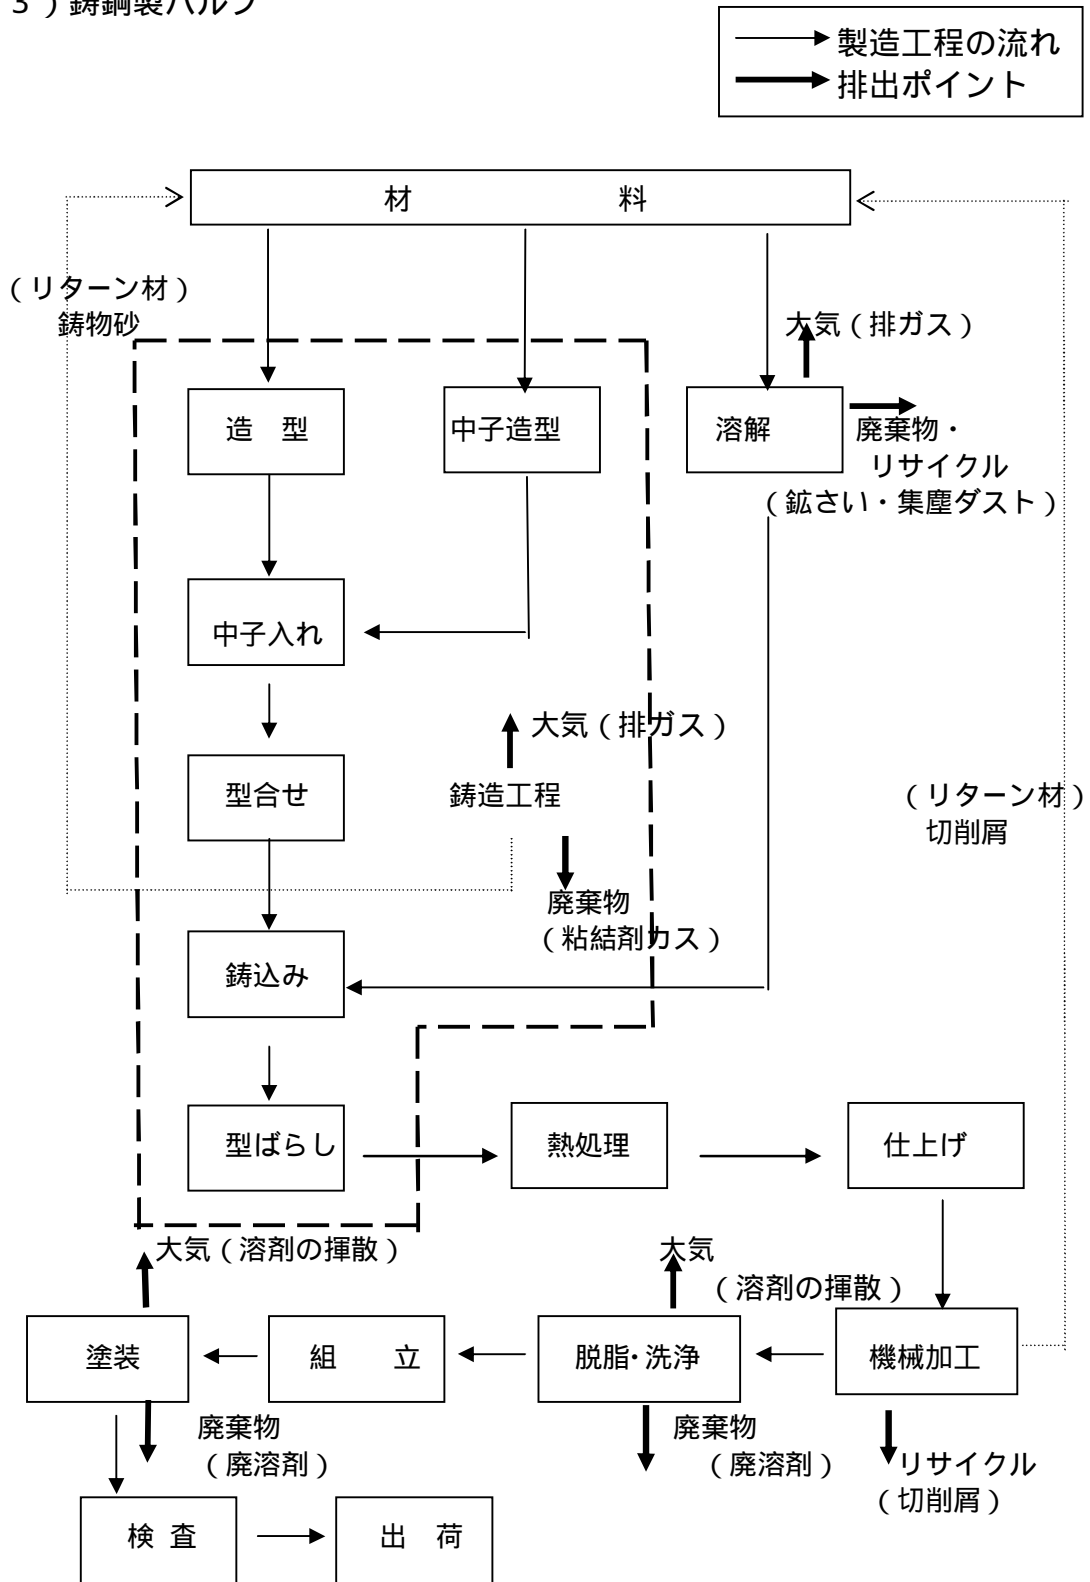 ３）鋳鋼製バルブ
製造工程の流れ
排出ポイント
材　　　料
（リターン材）
鋳物砂
大気（排ガス）
造　型
中子造型
溶解
廃棄物・
リサイクル
（鉱さい・集塵ダスト）
中子入れ
大気（排ガス）
型合せ
鋳造工程
（リターン材）
切削屑
廃棄物
（粘結剤カス）
鋳込み
型ばらし
熱処理
仕上げ
大気（溶剤の揮散）
大気
（溶剤の揮散）
塗装
組　立
脱脂・洗浄
機械加工
廃棄物
（廃溶剤）
廃棄物
（廃溶剤）
リサイクル
（切削屑）
検 査
出　荷